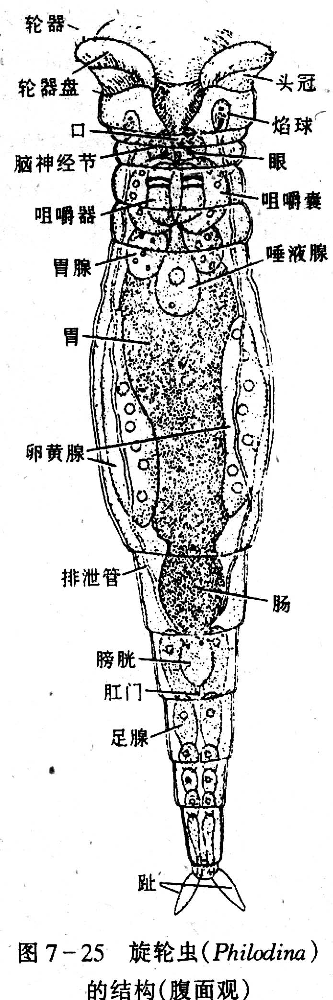 轮器
轮器盘
头冠
口
焰球
脑神经节
眼
咀嚼器
咀嚼囊
胃腺
唾液腺
胃
卵黄腺
排泄管
肠
膀胱
肛门
足腺
趾
图7-25 旋轮虫(Philodina)
的结构(腹面观)